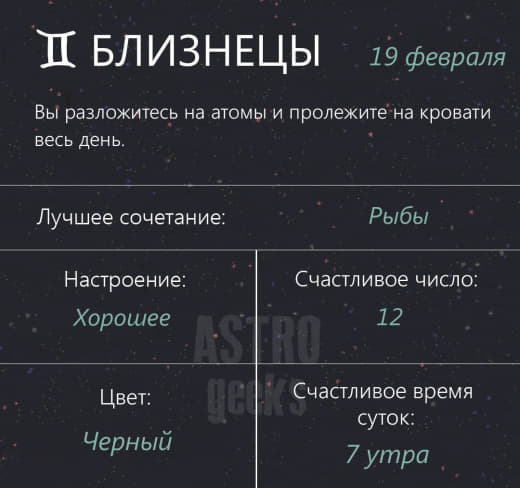 ♊ БЛИЗНЕЦЫ 19 февраля
Вы разложитесь на атомы и пролежите на кровати
весь день.
Лучшее сочетание: Рыбы
Настроение:
Хорошее
Счастливое число:
12
ASTRO
geek's
Цвет:
Черный
Счастливое время
суток:
7 утра